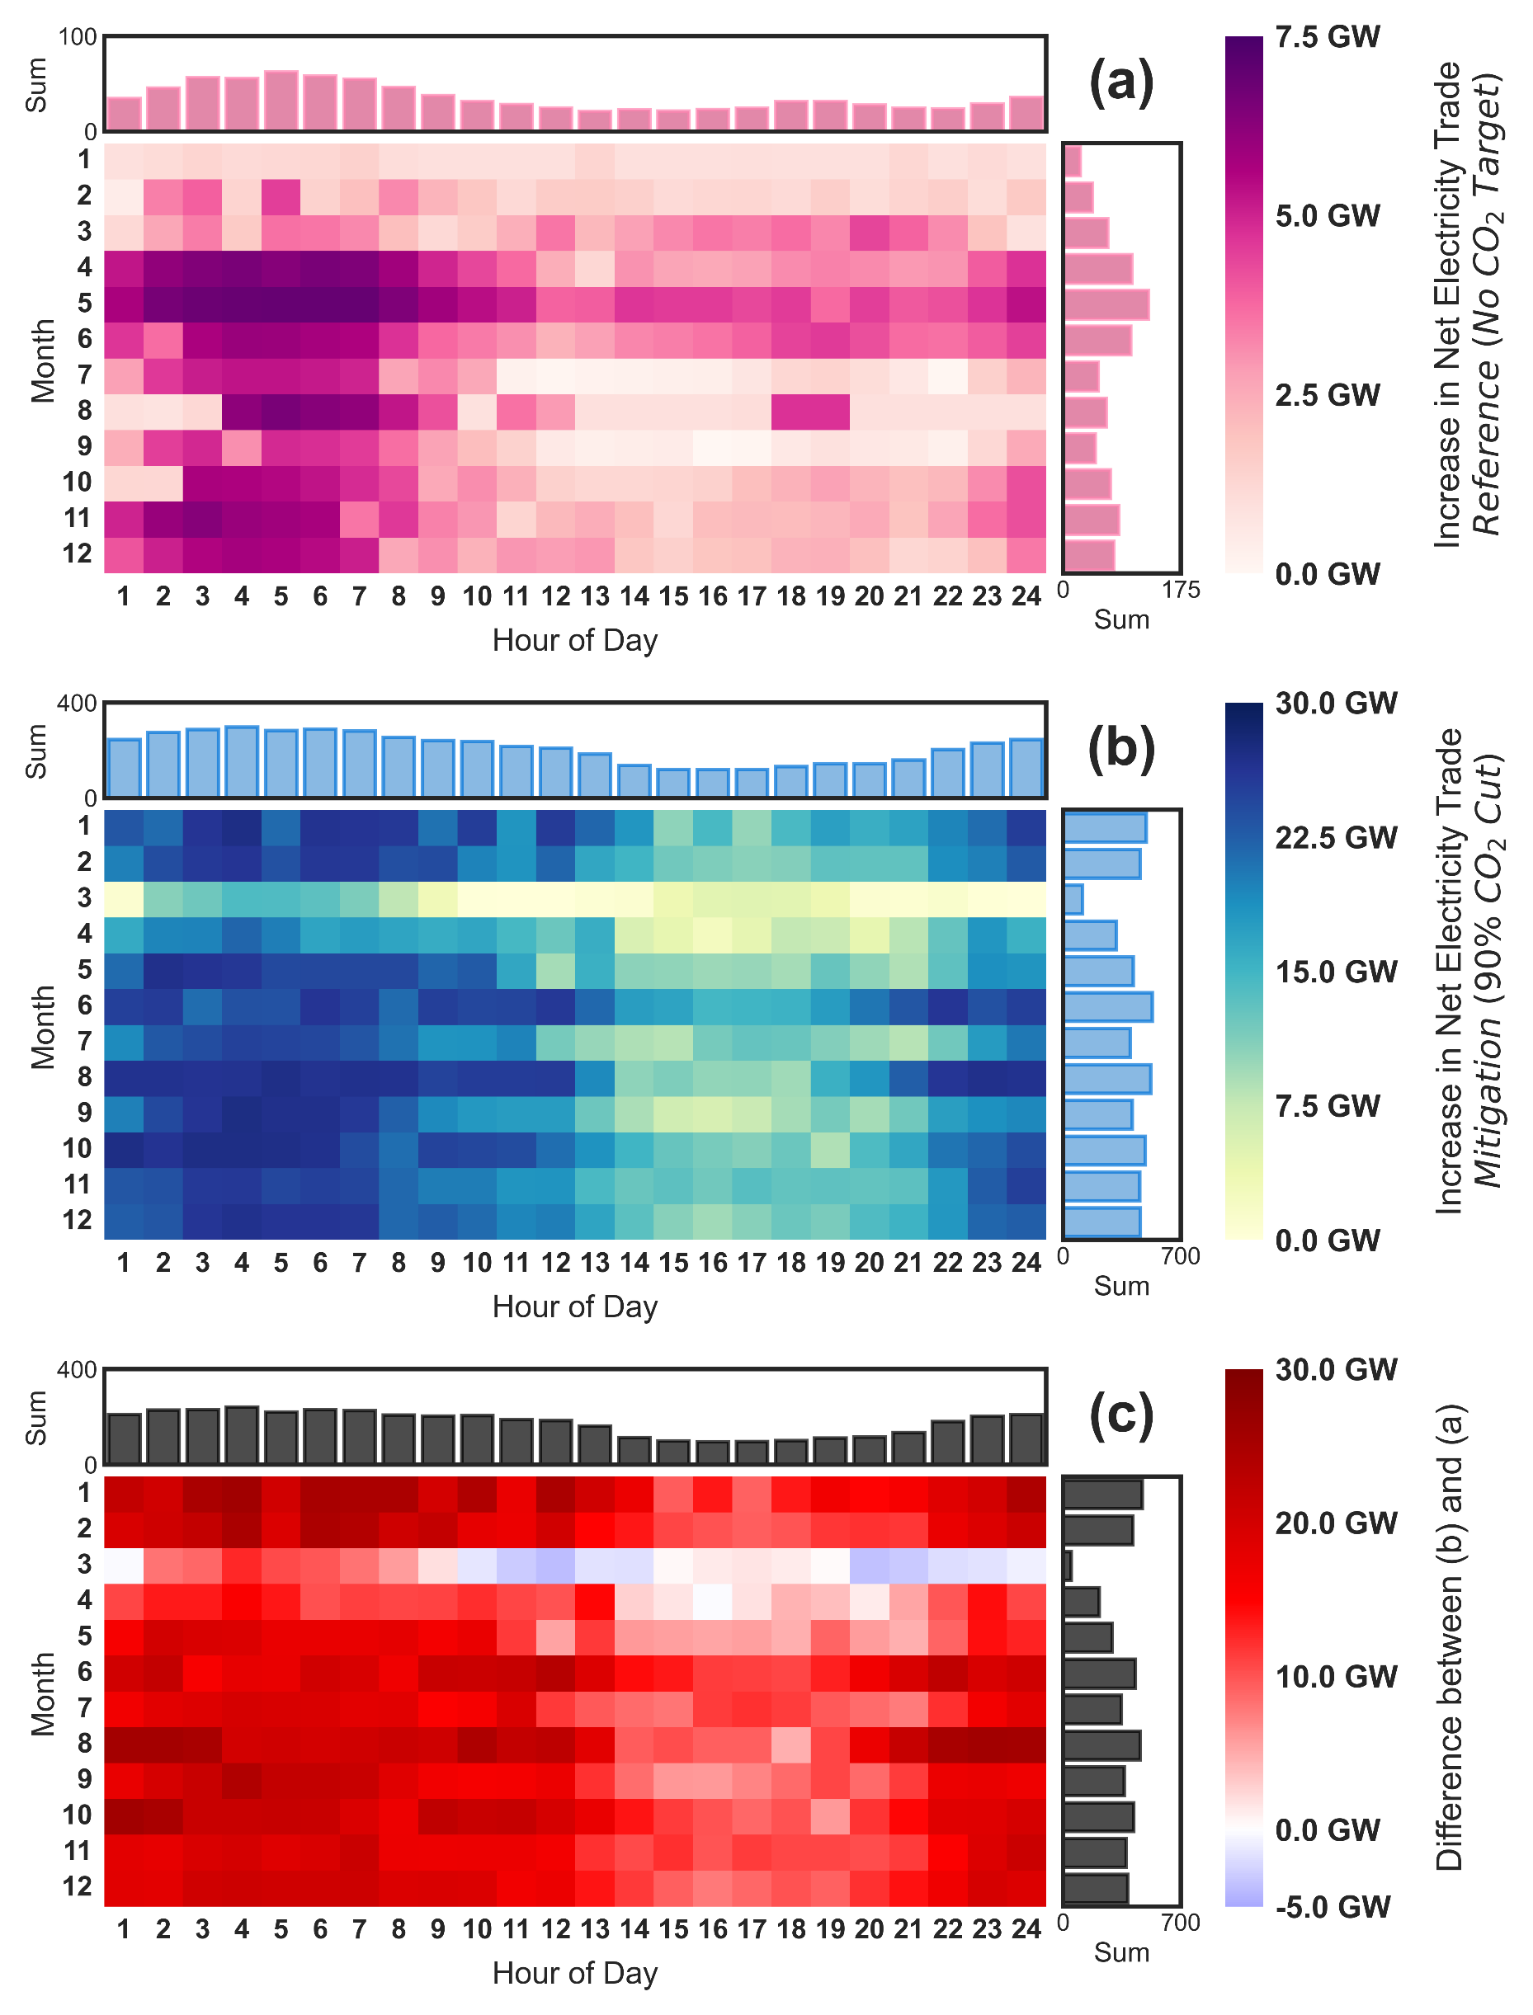 100
Sum
0
(a)
1
2
3
4
5
6
7
8
9
10
11
12
Month
1 2 3 4 5 6 7 8 9 10 11 12 13 14 15 16 17 18 19 20 21 22 23 24
Hour of Day
0 175
Sum
7.5 GW
5.0 GW
2.5 GW
0.0 GW
Increase in Net Electricity Trade
Reference (No CO2 Target)
400
Sum
0
(b)
1
2
3
4
5
6
7
8
9
10
11
12
Month
1 2 3 4 5 6 7 8 9 10 11 12 13 14 15 16 17 18 19 20 21 22 23 24
Hour of Day
0 700
Sum
30.0 GW
22.5 GW
15.0 GW
7.5 GW
0.0 GW
Increase in Net Electricity Trade
Mitigation (90% CO2 Cut)
400
Sum
0
(c)
1
2
3
4
5
6
7
8
9
10
11
12
Month
1 2 3 4 5 6 7 8 9 10 11 12 13 14 15 16 17 18 19 20 21 22 23 24
Hour of Day
0 700
Sum
30.0 GW
20.0 GW
10.0 GW
0.0 GW
-5.0 GW
Difference between (b) and (a)